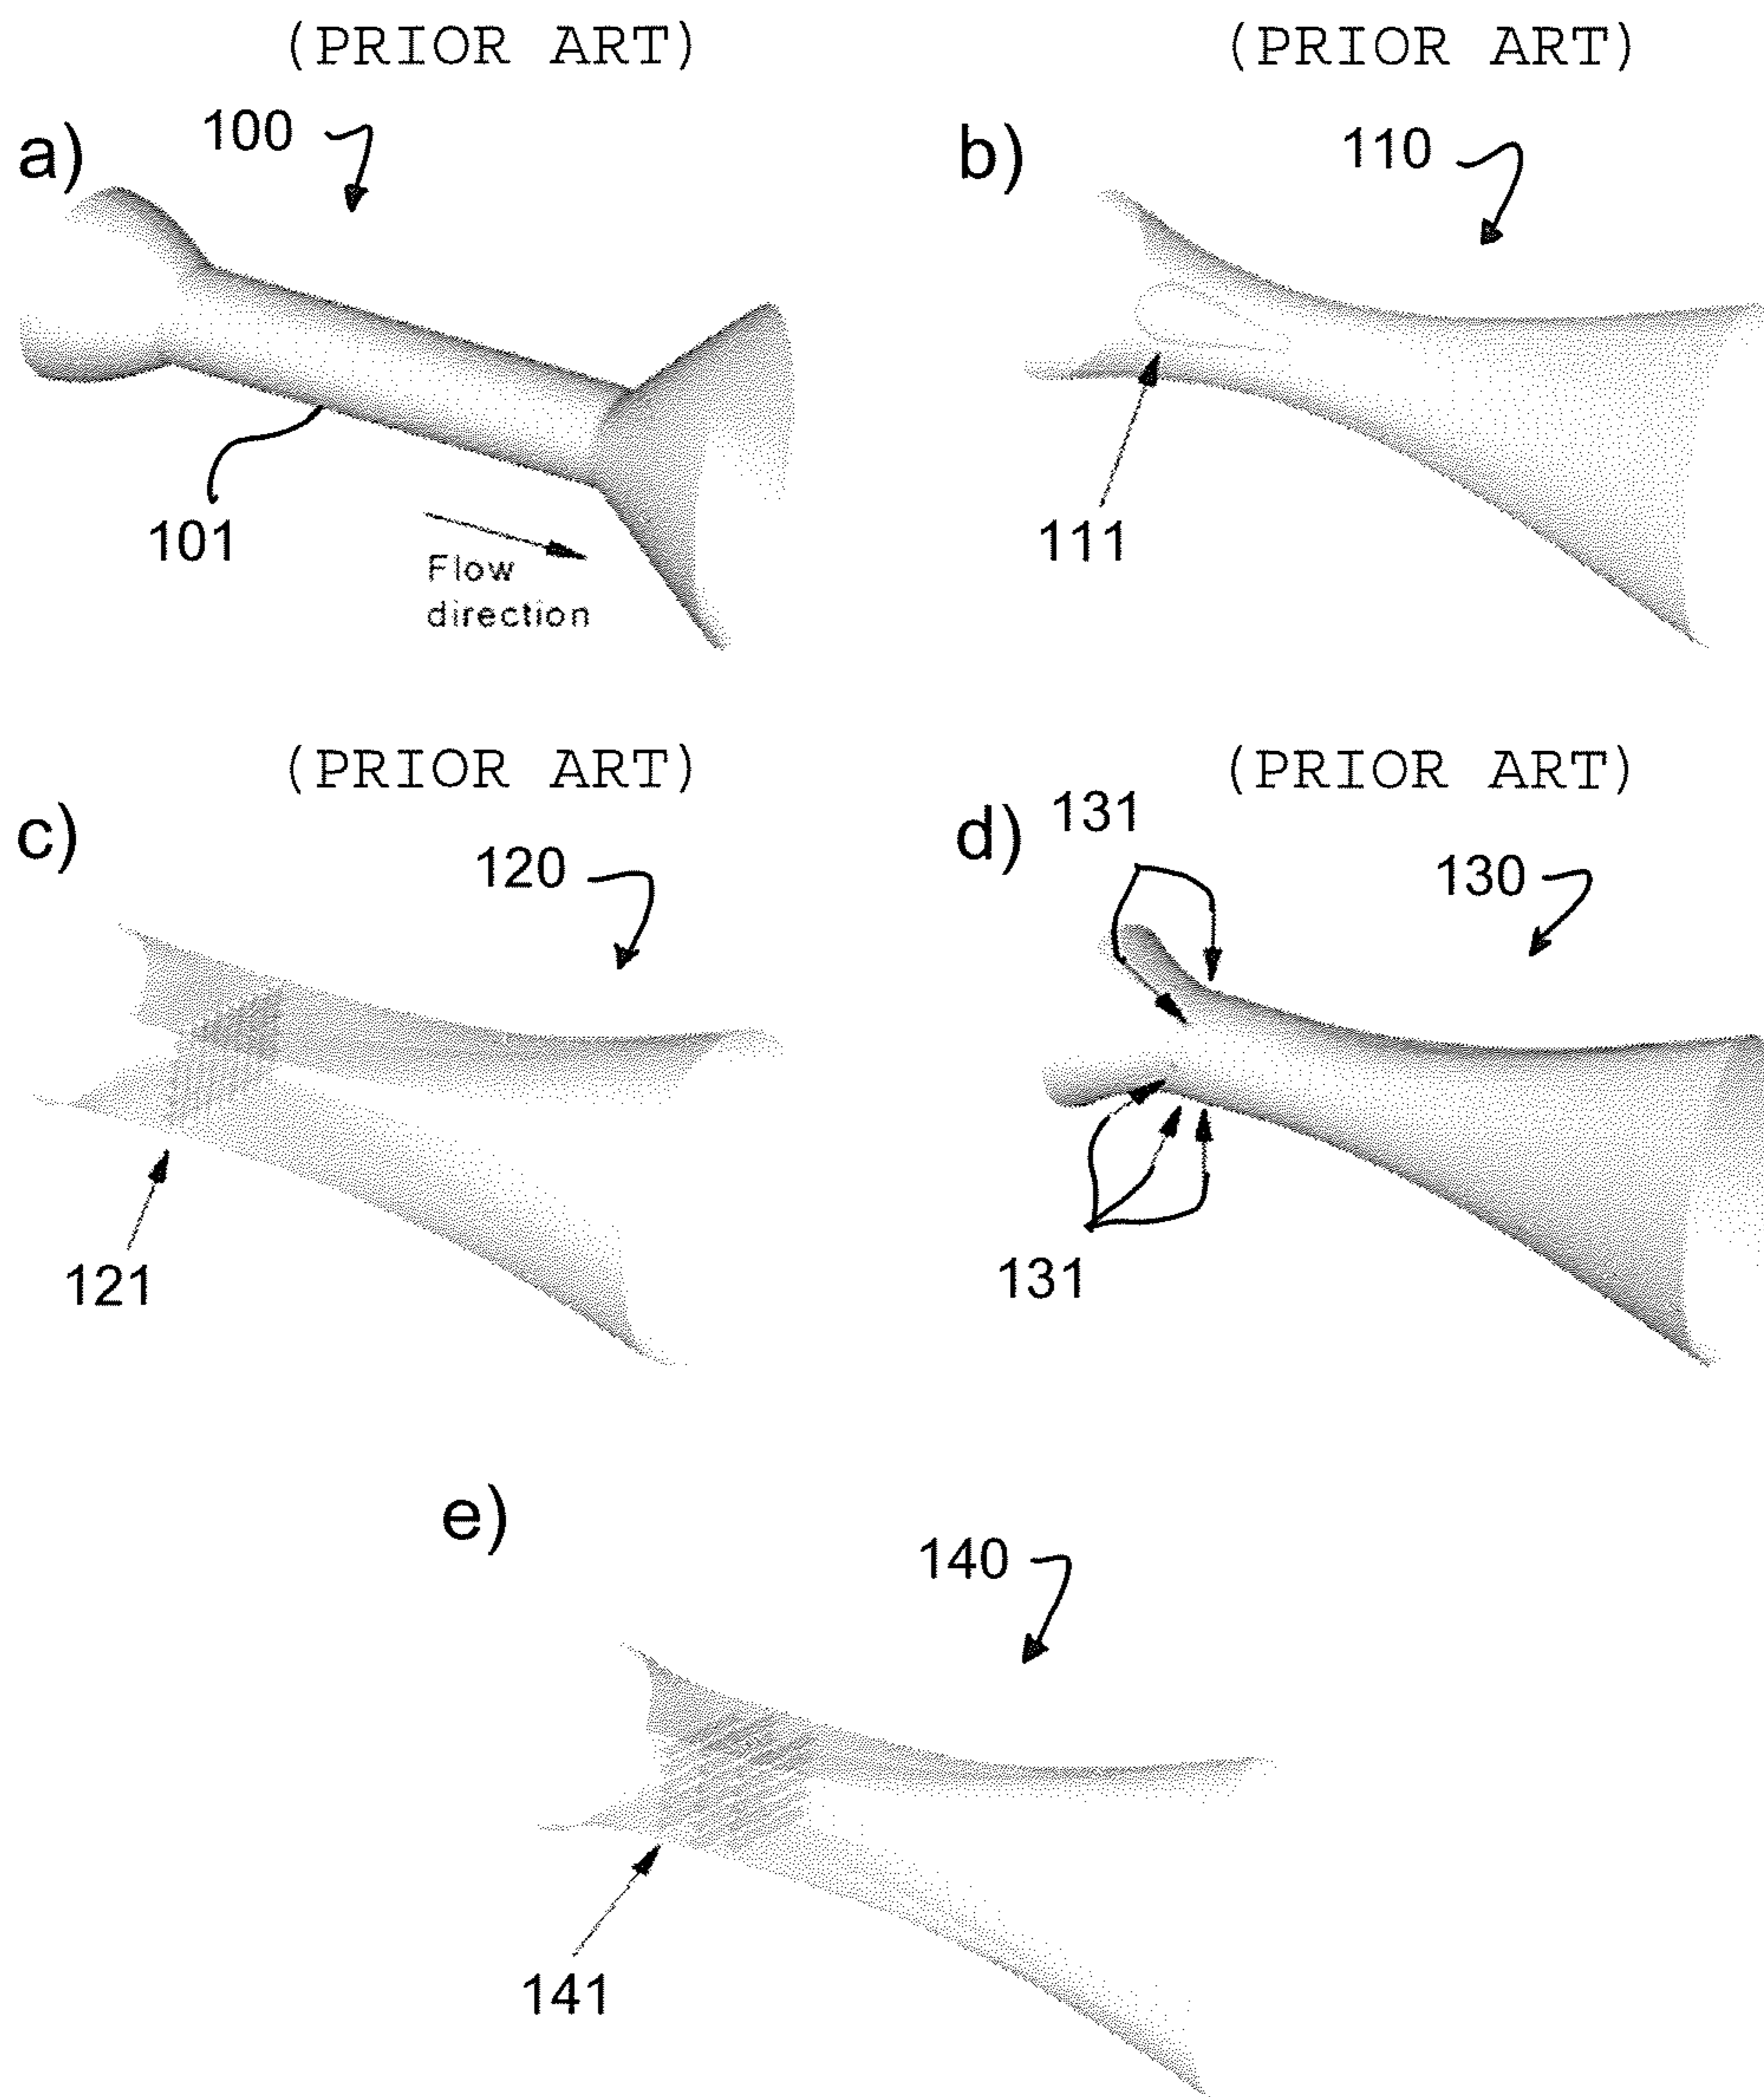 (PRIOR ART)
(PRIOR ART)
a)
100
b)
110
101
Flow
direction
111
(PRIOR ART)
(PRIOR ART)
c)
120
d)
131
130
121
131
e)
140
141